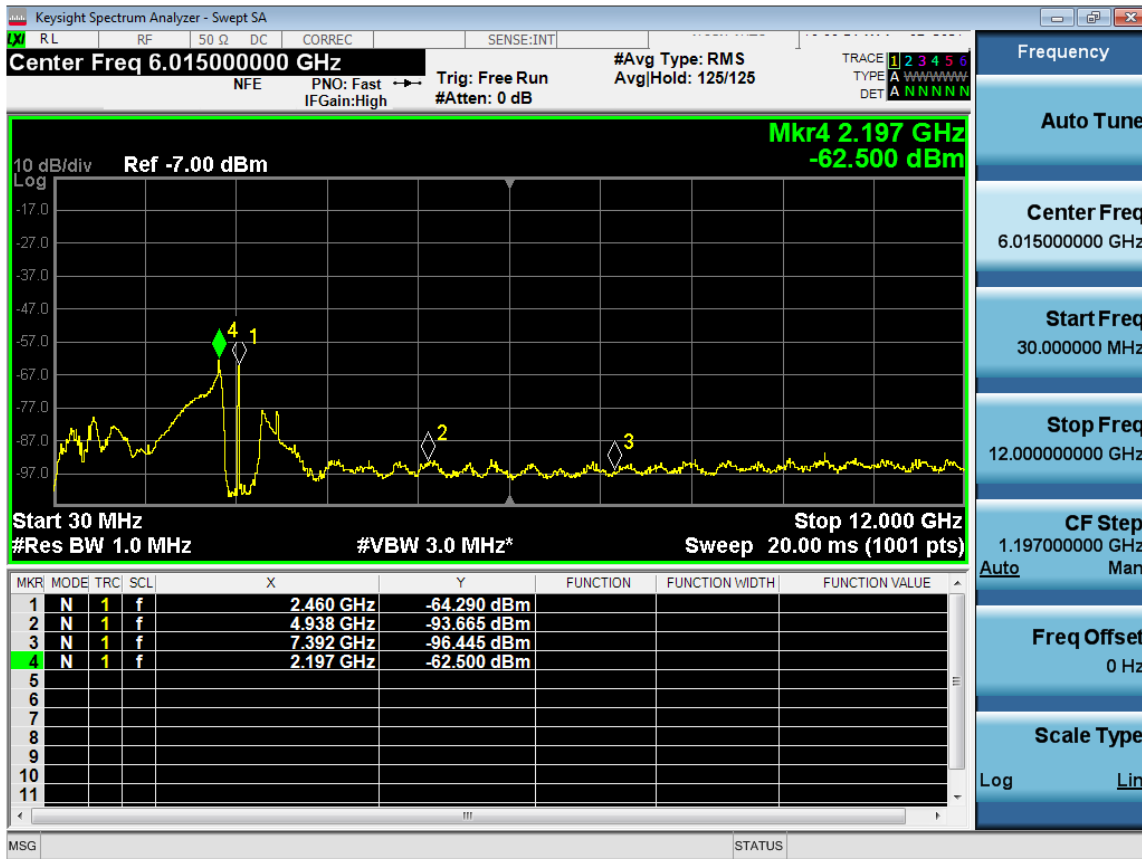 Keysight Spectrum Analyzer - Swept SA
LXI RL RF 50 Ω DC CORREC SENSE:INT
Center Freq 6.015000000 GHz
NFE PNO: Fast IFGain:High
Trig: Free Run
#Atten: 0 dB
#Avg Type: RMS
Avg|Hold: 125/125
TRACE 1 2 3 4 5 6
TYPE A WWWWW
DET A N N N N N
Mkr4 2.197 GHz
-62.500 dBm
10 dB/div Ref -7.00 dBm
Log
-17.0
-27.0
-37.0
-47.0
-57.0
-67.0
-77.0
-87.0
-97.0
4 1
2
3
Start 30 MHz Stop 12.000 GHz
#Res BW 1.0 MHz #VBW 3.0 MHz* Sweep 20.00 ms (1001 pts)
MKR MODE TRC SCL X Y FUNCTION FUNCTION WIDTH FUNCTION VALUE
1 N 1 f 2.460 GHz -64.290 dBm
2 N 1 f 4.938 GHz -93.665 dBm
3 N 1 f 7.392 GHz -96.445 dBm
4 N 1 f 2.197 GHz -62.500 dBm
5
6
7
8
9
10
11
MSG STATUS
Frequency
Auto Tune
Center Freq
6.015000000 GHz
Start Freq
30.000000 MHz
Stop Freq
12.000000000 GHz
CF Step
1.197000000 GHz
Auto Man
Freq Offset
0 Hz
Scale Type
Log Lin